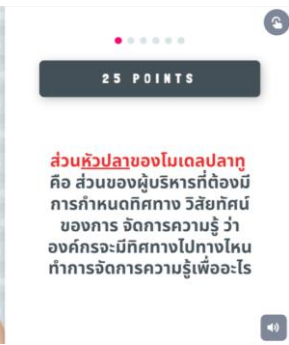 25 POINTS
ส่วนหัวปลาของโมเดลปลาทู
คือ ส่วนของผู้บริหารที่ต้องมี
การกำหนดทิศทาง วิสัยทัศน์
ของการ จัดการความรู้ ว่า
องค์กรจะมีทิศทางไปทางไหน
ทำการจัดการความรู้เพื่ออะไร